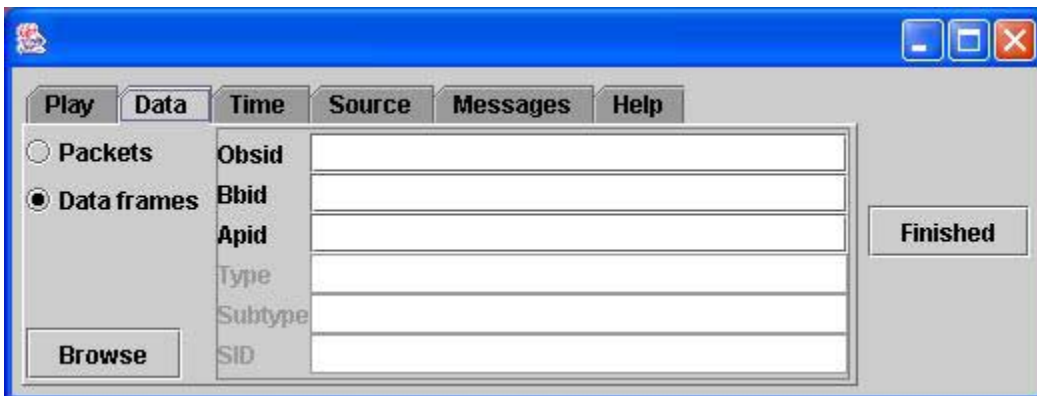 Play Data Time Source Messages Help
Packets
Data frames
Obsid
Bbid
Apid
Type
Subtype
SID
Browse
Finished